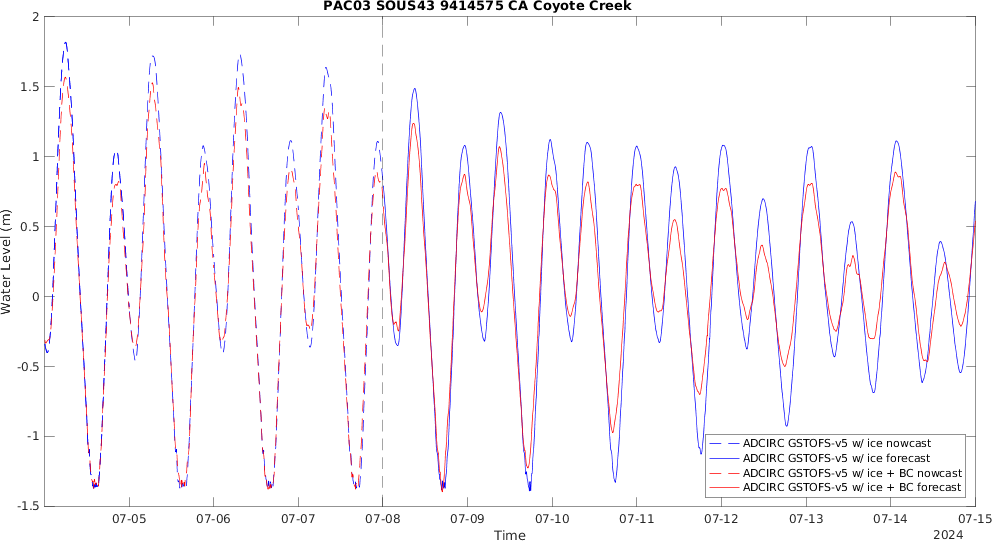 PAC03 SOUS43 9414575 CA Coyote Creek
2
1.5
1
0.5
0
-0.5
-1
-1.5
Water Level (m)
ADCIRC GSTOFS-v5 w/ ice nowcast
ADCIRC GSTOFS-v5 w/ ice forecast
ADCIRC GSTOFS-v5 w/ ice + BC nowcast
ADCIRC GSTOFS-v5 w/ ice + BC forecast
07-05 07-06 07-07 07-08 07-09 07-10 07-11 07-12 07-13 07-14 07-15
Time
2024